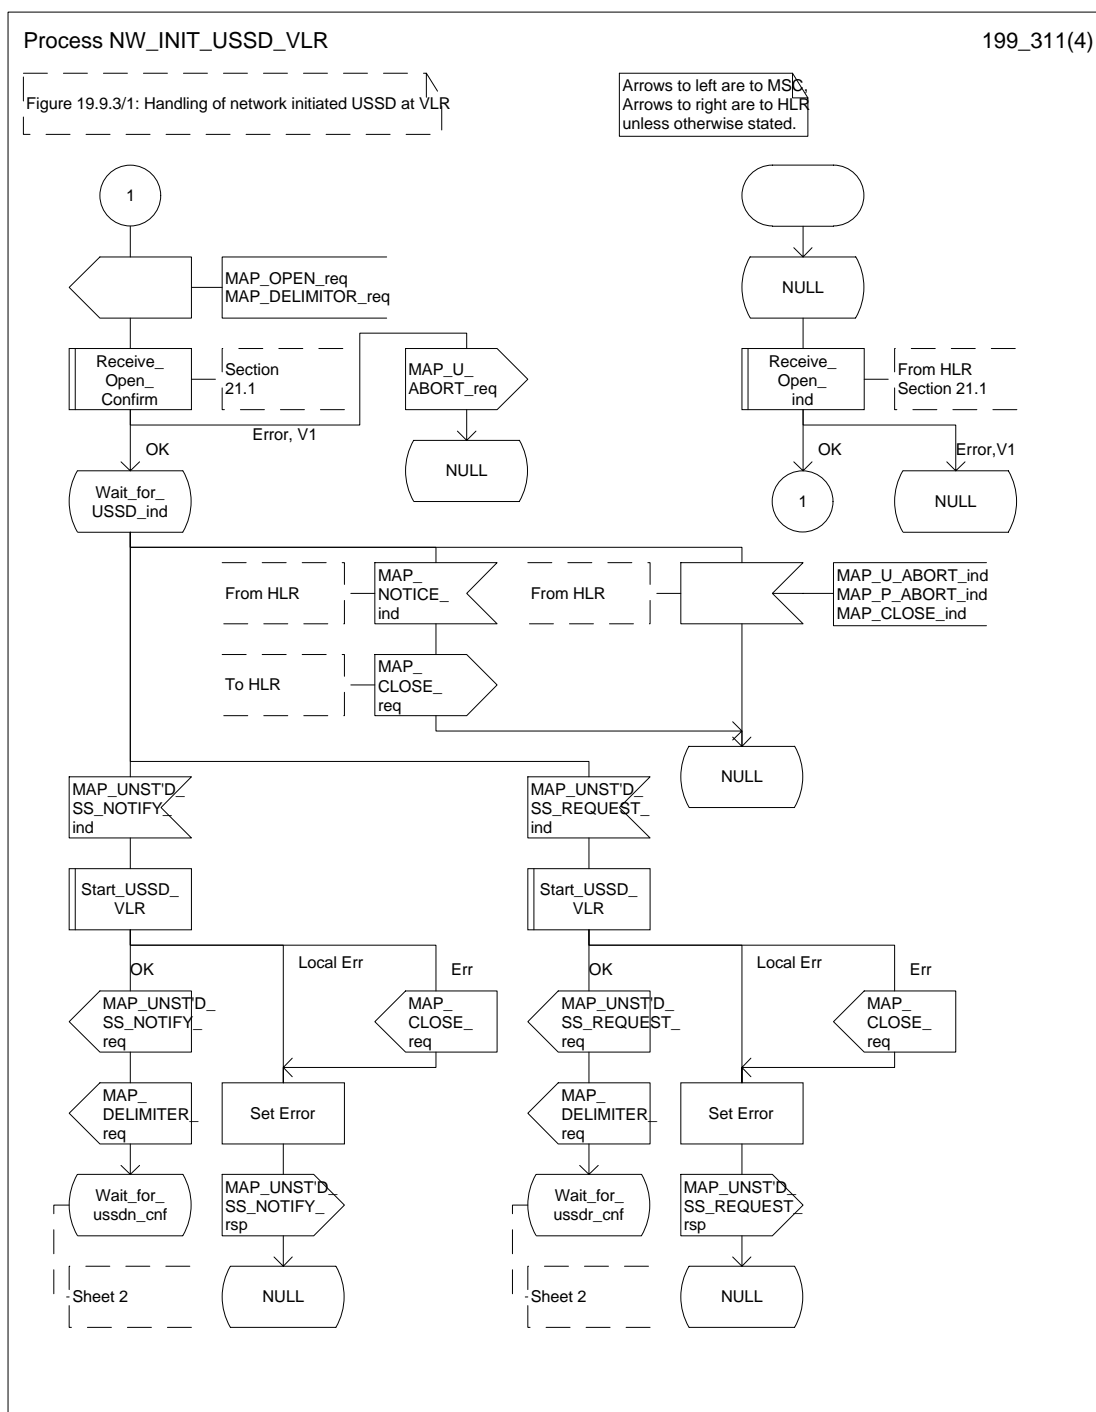 Process NW_INIT_USSD_VLR
199_311(4)
Figure 19.9.3/1: Handling of network initiated USSD at VLR
Arrows to left are to MSC,
Arrows to right are to HLR
unless otherwise stated.
1
MAP_OPEN_req
MAP_DELIMITOR_req
NULL
Receive_
Open_
Confirm
Section
21.1
MAP_U_
ABORT_req
Receive_
Open_
ind
From HLR
Section 21.1
Error, V1
OK
NULL
OK
Error,V1
Wait_for_
USSD_ind
1
NULL
From HLR
MAP_
NOTICE_
ind
From HLR
MAP_U_ABORT_ind
MAP_P_ABORT_ind
MAP_CLOSE_ind
To HLR
MAP_
CLOSE_
req
NULL
MAP_UNST'D_
SS_NOTIFY_
ind
MAP_UNST'D_
SS_REQUEST_
ind
Start_USSD_
VLR
Start_USSD_
VLR
OK
Local Err
Err
OK
Local Err
Err
MAP_UNST'D_
SS_NOTIFY_
req
MAP_
CLOSE_
req
MAP_UNST'D_
SS_REQUEST_
req
MAP_
CLOSE_
req
MAP_
DELIMITER_
req
Set Error
MAP_
DELIMITER_
req
Set Error
Wait_for_
ussdn_cnf
MAP_UNST'D_
SS_NOTIFY_
rsp
Wait_for_
ussdr_cnf
MAP_UNST'D_
SS_REQUEST_
rsp
Sheet 2
NULL
Sheet 2
NULL